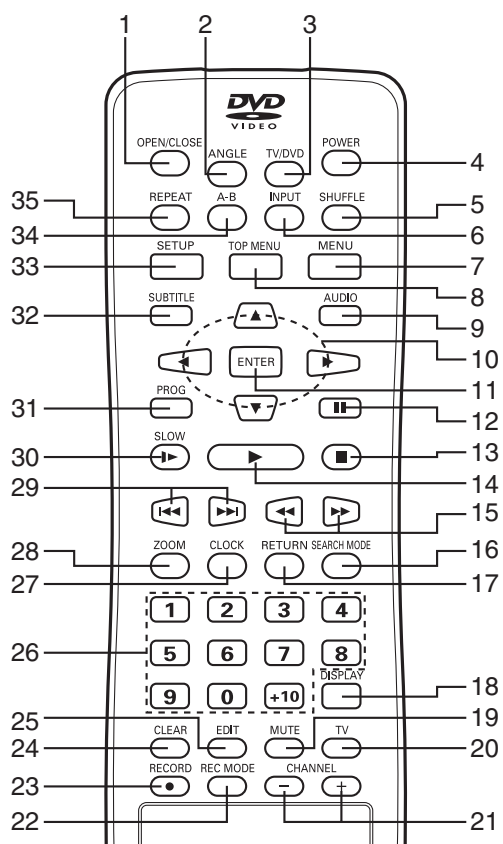 1 2 3
DVD
VIDEO
OPEN/CLOSE ANGLE TV/DVD POWER 4
35 REPEAT A-B INPUT SHUFFLE 5
34 6
33 SETUP TOP MENU MENU 7
8
32 SUBTITLE AUDIO 9
10
ENTER
31 PROG 11
12
30 SLOW 13
29 14
15
28 ZOOM CLOCK RETURN SEARCH MODE 16
27 17
1 2 3 4
26 5 6 7 8
DISPLAY 18
9 0 +10
25 19
24 CLEAR EDIT MUTE TV 20
23 RECORD REC MODE CHANNEL
− +
22 21